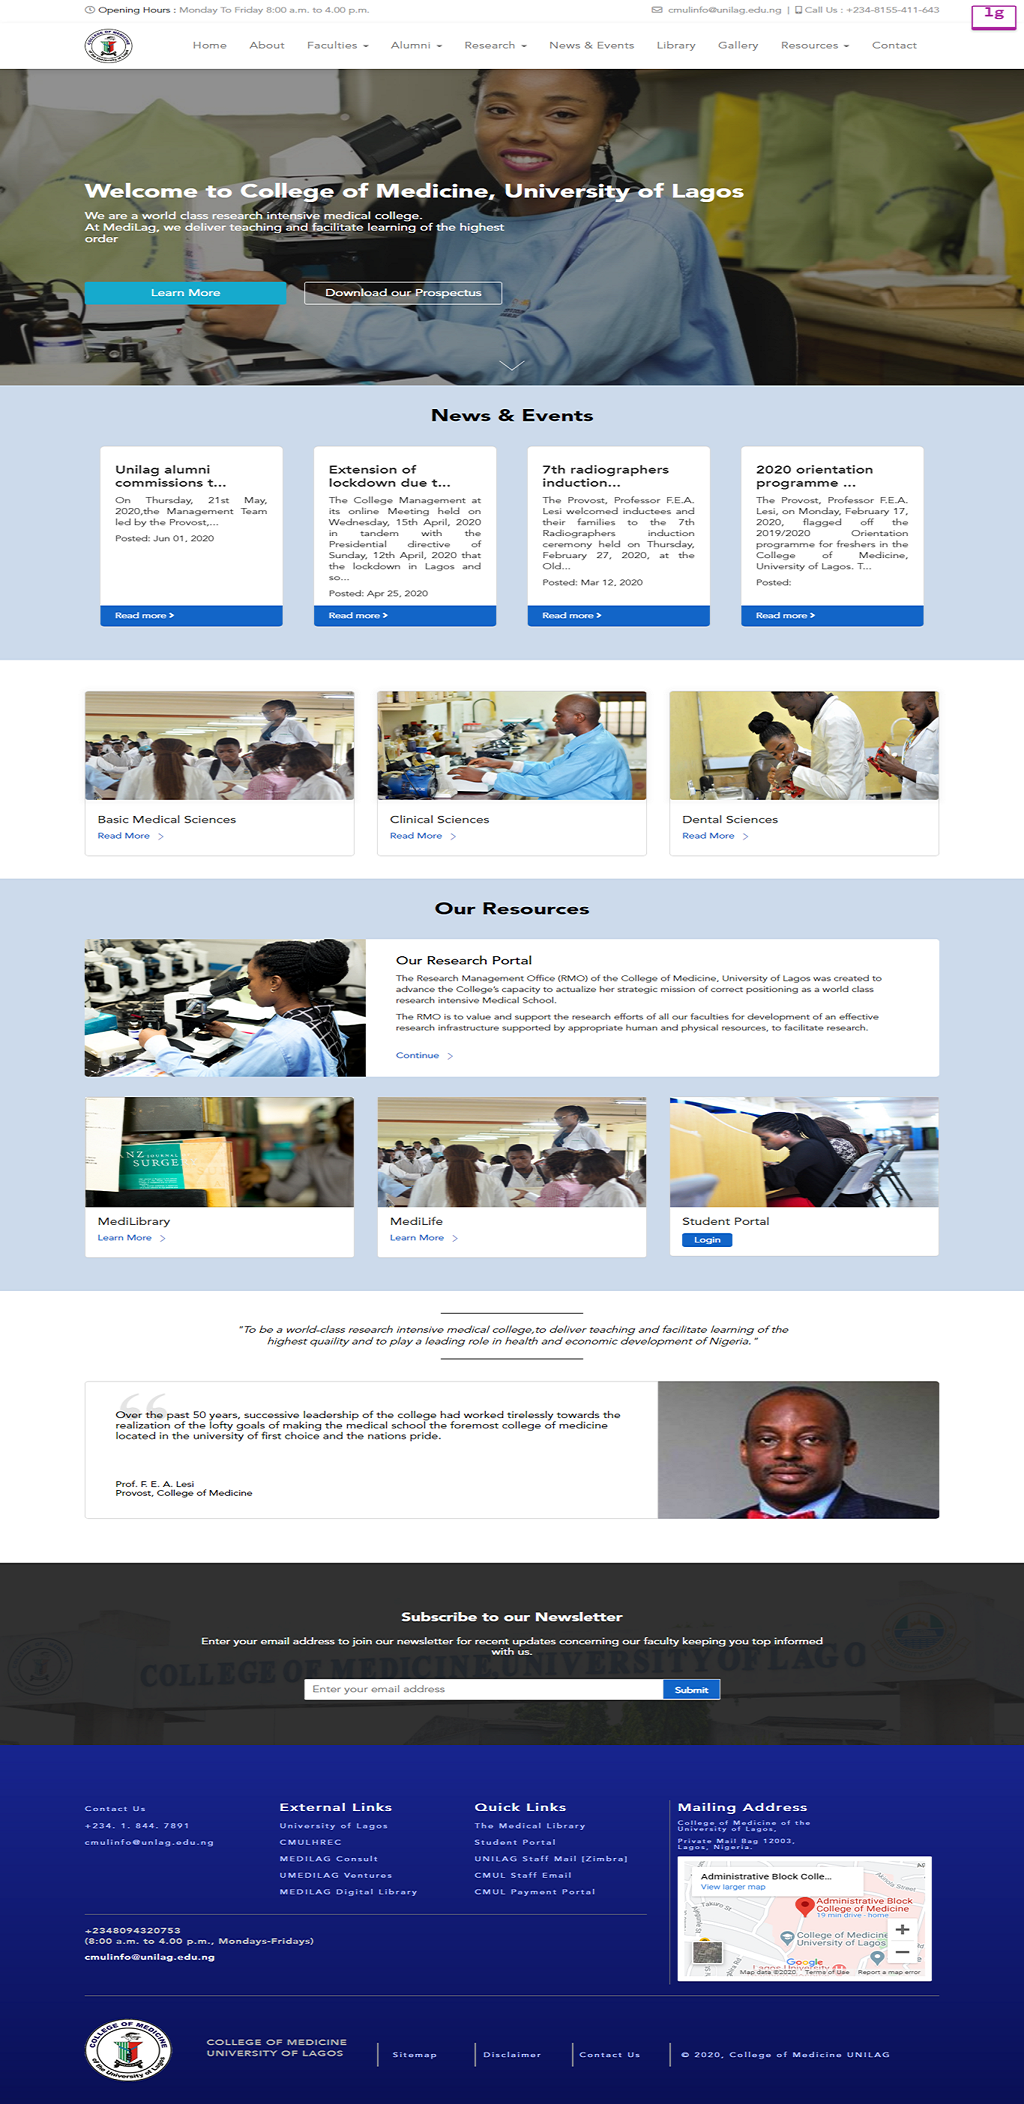 Opening Hours : Monday To Friday 8:00 a.m. to 4.00 p.m.
cmulinfo@unilag.edu.ng | Call Us : +234-8155-411-643
1g
Home About Faculties Alumni Research News & Events Library Gallery Resources Contact
Welcome to College of Medicine, University of Lagos
We are a world class research intensive medical college.
At MediLag, we deliver teaching and facilitate learning of the highest
order
Learn More
Download our Prospectus
News & Events
Unilag alumni
commissions t...
On Thursday, 21st May,
2020,the Management Team
led by the Provost,...
Posted: Jun 01, 2020
Read more >
Extension of
lockdown due t...
The College Management at
its online Meeting held on
Wednesday, 15th April, 2020
in tandem with the
Presidential directive of
Sunday, 12th April, 2020 that
the lockdown in Lagos and
so...
Posted: Apr 25, 2020
Read more >
7th radiographers
induction...
The Provost, Professor F.E.A.
Lesi welcomed inductees and
their families to the 7th
Radiographers induction
ceremony held on Thursday,
February 27, 2020, at the
Old...
Posted: Mar 12, 2020
Read more >
2020 orientation
programme ...
The Provost, Professor F.E.A.
Lesi, on Monday, February 17,
2020, flagged off the
2019/2020 Orientation
programme for freshers in the
College of Medicine,
University of Lagos. T...
Posted:
Read more >
Basic Medical Sciences
Read More >
Clinical Sciences
Read More >
Dental Sciences
Read More >
Our Resources
Our Research Portal
The Research Management Office (RMO) of the College of Medicine, University of Lagos was created to
advance the College's capacity to actualize her strategic mission of correct positioning as a world class
research intensive Medical School.
The RMO is to value and support the research efforts of all our faculties for development of an effective
research infrastructure supported by appropriate human and physical resources, to facilitate research.
Continue >
NZ JOURNAL
SURGE
MediLibrary
Learn More >
MediLife
Learn More >
Student Portal
Login
"To be a world-class research intensive medical college,to deliver teaching and facilitate learning of the
highest quaility and to play a leading role in health and economic development of Nigeria."
Over the past 50 years, successive leadership of the college had worked tirelessly towards the
realization of the lofty goals of making the medical school the foremost college of medicine
located in the university of first choice and the nations pride.
Prof. F. E. A. Lesi
Provost, College of Medicine
Subscribe to our Newsletter
Enter your email address to join our newsletter for recent updates concerning our faculty keeping you top informed
with us.
COLLEGE OF MEDICINE UNIVERSITY OF LAGO
Enter your email address
Submit
Contact Us
+234. 1. 844. 7891
cmulinfo@unlag.edu.ng
External Links
University of Lagos
CMULHREC
MEDILAG Consult
UMEDILAG Ventures
MEDILAG Digital Library
Quick Links
The Medical Library
Student Portal
UNILAG Staff Mail [Zimbra]
CMUL Staff Email
CMUL Payment Portal
+2348094320753
(8:00 a.m. to 4.00 p.m., Mondays-Fridays)
cmulinfo@unilag.edu.ng
Mailing Address
College of Medicine of the
University of Lagos,
Private Mail Bag 12003,
Lagos, Nigeria.
Administrative Block Colle...
View larger map
Akinola Street
Takuro St
Administrative Block
College of Medicine
19 min drive - home
College of Medicine
University of Lagos
Google
Lagos University
Map data ©2020 Terms of Use Report a map error
COLLEGE OF MEDICINE
of the University of Lagos
COLLEGE OF MEDICINE
UNIVERSITY OF LAGOS
Sitemap
Disclaimer
Contact Us
© 2020, College of Medicine UNILAG